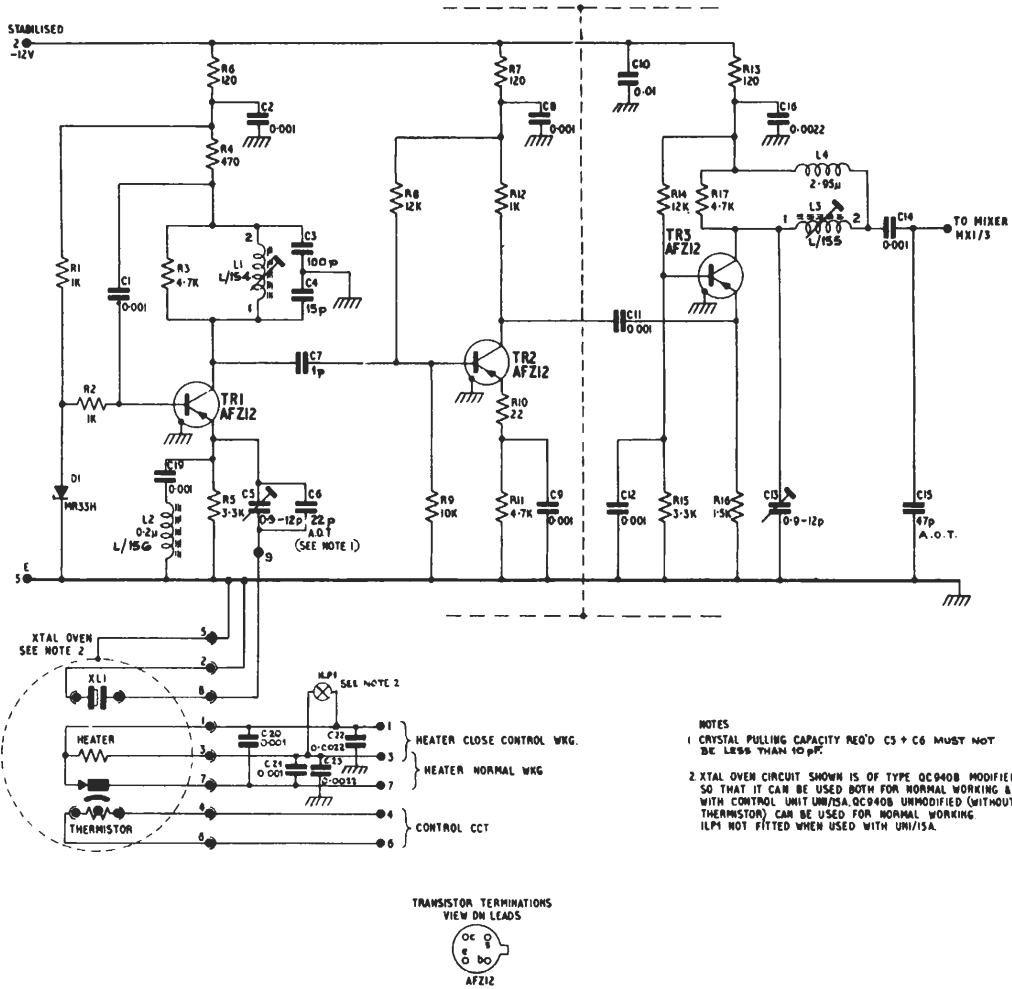 STABILISED
2
-12V
R6
120
R7
120
C10
0.01
R13
120
C2
0.001
C8
0.001
C16
0.0022
R4
470
L4
2.95µ
R8
12K
R12
1K
R14
12K
R17
4.7K
L3
1
2
L/155
C14
0.001
TO MIXER
MX1/3
R1
1K
C1
0.001
R3
4.7K
2
L1
L/154
1
C3
100p
C4
15p
TR3
AFZ12
C11
0.001
C7
1p
TR2
AFZ12
R2
1K
TR1
AFZ12
R10
22
D1
MR33H
C19
0.001
L2
0.2µ
L/156
R5
3.3K
C5
0.9-12p
C6
22p
A.O.T
(SEE NOTE 1)
9
R9
10K
R11
4.7K
C9
0.001
C12
0.001
R15
3.3K
R16
1.5K
C13
0.9-12p
C15
47p
A.O.T.
E
5
XTAL OVEN
SEE NOTE 2
5
2
XL1
8
ILP1
SEE NOTE 2
1
HEATER
3
7
4
THERMISTOR
6
C20
0.001
C21
0.001
C22
0.0022
C23
0.0022
1
3
7
4
6
HEATER CLOSE CONTROL WKG.
HEATER NORMAL WKG
CONTROL CCT
NOTES
1 CRYSTAL PULLING CAPACITY REQ'D C5 + C6 MUST NOT
BE LESS THAN 10pF.
2. XTAL OVEN CIRCUIT SHOWN IS OF TYPE QC940B MODIFIED
SO THAT IT CAN BE USED BOTH FOR NORMAL WORKING &
WITH CONTROL UNIT UN1/15A. QC940B UNMODIFIED (WITHOUT
THERMISTOR) CAN BE USED FOR NORMAL WORKING.
ILP1 NOT FITTED WHEN USED WITH UN1/15A.
TRANSISTOR TERMINATIONS
VIEW ON LEADS
c
s
e
b
AFZ12